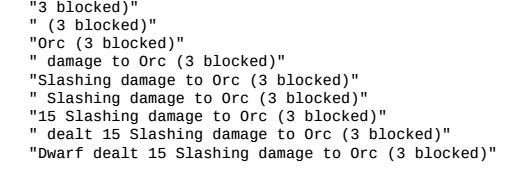 "3 blocked)"
" (3 blocked)"
"Orc (3 blocked)"
" damage to Orc (3 blocked)"
"Slashing damage to Orc (3 blocked)"
" Slashing damage to Orc (3 blocked)"
"15 Slashing damage to Orc (3 blocked)"
" dealt 15 Slashing damage to Orc (3 blocked)"
"Dwarf dealt 15 Slashing damage to Orc (3 blocked)"